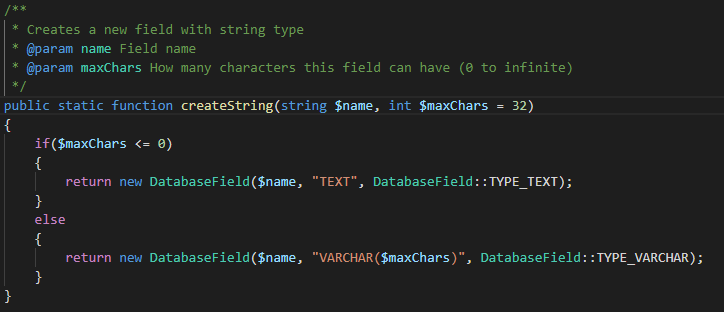 /**
 * Creates a new field with string type
 * @param name Field name
 * @param maxChars How many characters this field can have (0 to infinite)
 */
public static function createString(string $name, int $maxChars = 32)
{
    if($maxChars <= 0)
    {
        return new DatabaseField($name, "TEXT", DatabaseField::TYPE_TEXT);
    }
    else
    {
        return new DatabaseField($name, "VARCHAR($maxChars)", DatabaseField::TYPE_VARCHAR);
    }
}